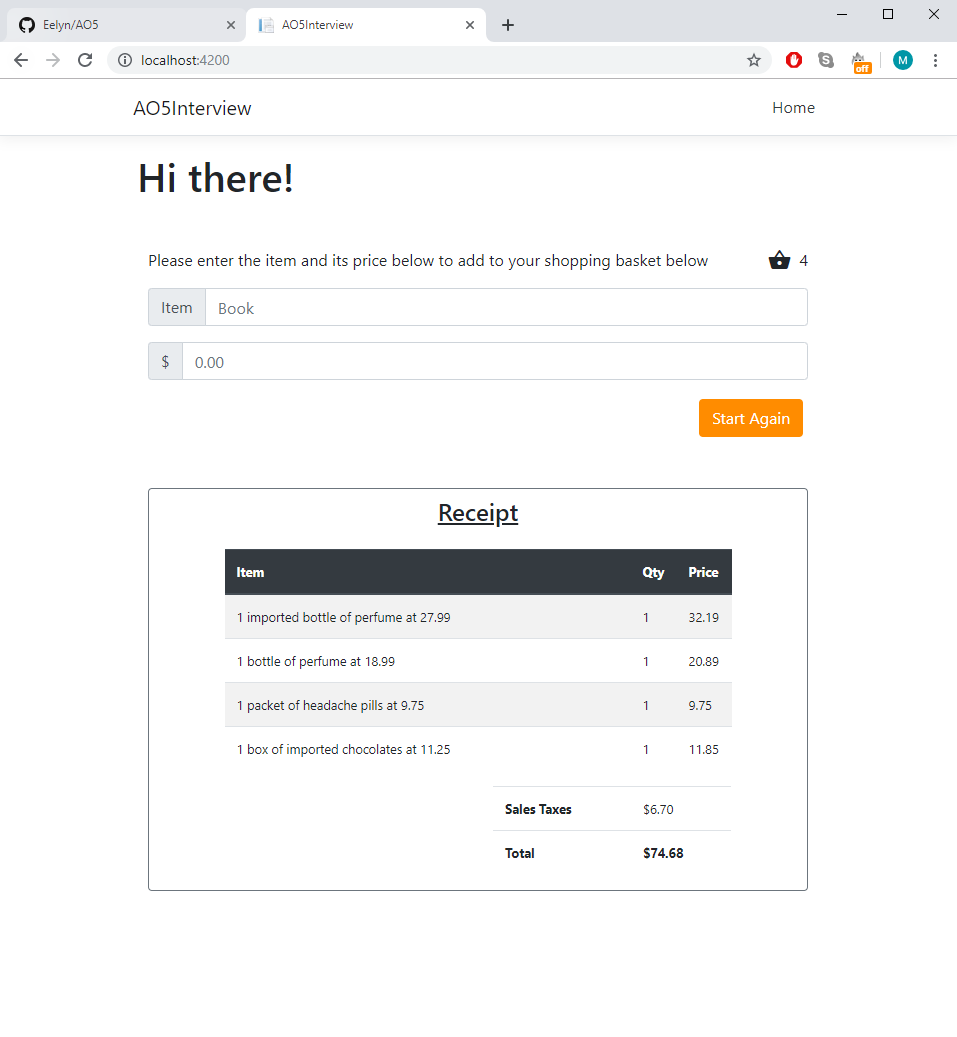 Eelyn/AO5
AO5Interview
localhost:4200
off
M
AO5Interview
Home
Hi there!
Please enter the item and its price below to add to your shopping basket below
4
Item
Book
$
0.00
Start Again
Receipt
Item Qty Price
1 imported bottle of perfume at 27.99 1 32.19
1 bottle of perfume at 18.99 1 20.89
1 packet of headache pills at 9.75 1 9.75
1 box of imported chocolates at 11.25 1 11.85
Sales Taxes $6.70
Total $74.68